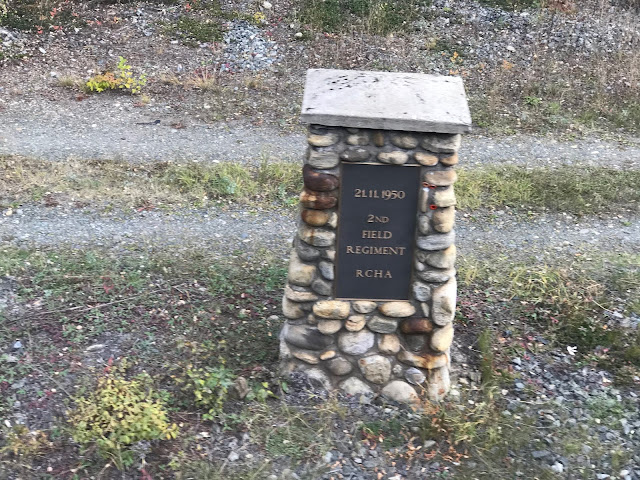 21.11.1950
2ND
FIELD
REGIMENT
RCHA